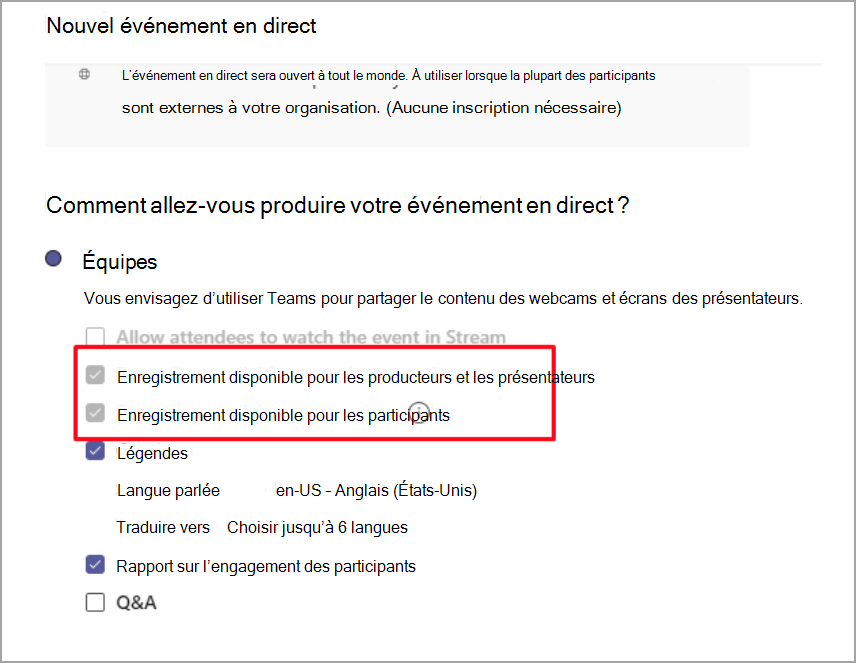 Nouvel événement en direct
L’événement en direct sera ouvert à tout le monde. À utiliser lorsque la plupart des participants
sont externes à votre organisation. (Aucune inscription nécessaire)
Comment allez-vous produire votre événement en direct ?
Équipes
Vous envisagez d’utiliser Teams pour partager le contenu des webcams et écrans des présentateurs.
Allow attendees to watch the event in Stream
Enregistrement disponible pour les producteurs et les présentateurs
Enregistrement disponible pour les participants
Légendes
Langue parlée en-US - Anglais (États-Unis)
Traduire vers Choisir jusqu’à 6 langues
Rapport sur l’engagement des participants
Q&A